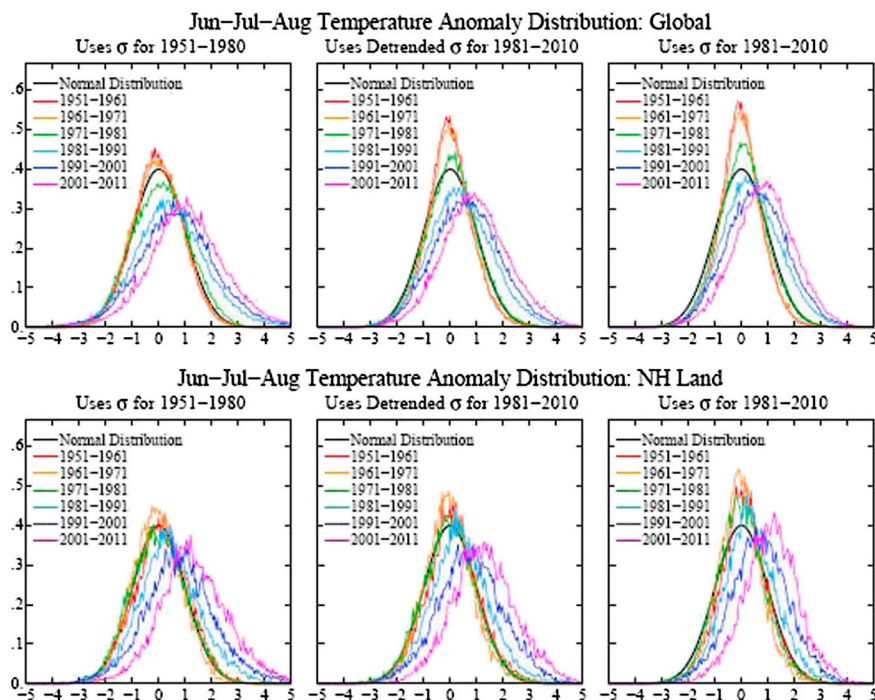 Jun−Jul−Aug Temperature Anomaly Distribution: Global
Uses σ for 1951−1980
Uses Detrended σ for 1981−2010
Uses σ for 1981−2010
.6
.5
.4
.3
.2
.1
0.
Normal Distribution
1951−1961
1961−1971
1971−1981
1981−1991
1991−2001
2001−2011
−5 −4 −3 −2 −1 0 1 2 3 4 5
Normal Distribution
1951−1961
1961−1971
1971−1981
1981−1991
1991−2001
2001−2011
−5 −4 −3 −2 −1 0 1 2 3 4 5
Normal Distribution
1951−1961
1961−1971
1971−1981
1981−1991
1991−2001
2001−2011
−5 −4 −3 −2 −1 0 1 2 3 4 5
Jun−Jul−Aug Temperature Anomaly Distribution: NH Land
Uses σ for 1951−1980
Uses Detrended σ for 1981−2010
Uses σ for 1981−2010
.6
.5
.4
.3
.2
.1
0.
Normal Distribution
1951−1961
1961−1971
1971−1981
1981−1991
1991−2001
2001−2011
−5 −4 −3 −2 −1 0 1 2 3 4 5
Normal Distribution
1951−1961
1961−1971
1971−1981
1981−1991
1991−2001
2001−2011
−5 −4 −3 −2 −1 0 1 2 3 4 5
Normal Distribution
1951−1961
1961−1971
1971−1981
1981−1991
1991−2001
2001−2011
−5 −4 −3 −2 −1 0 1 2 3 4 5